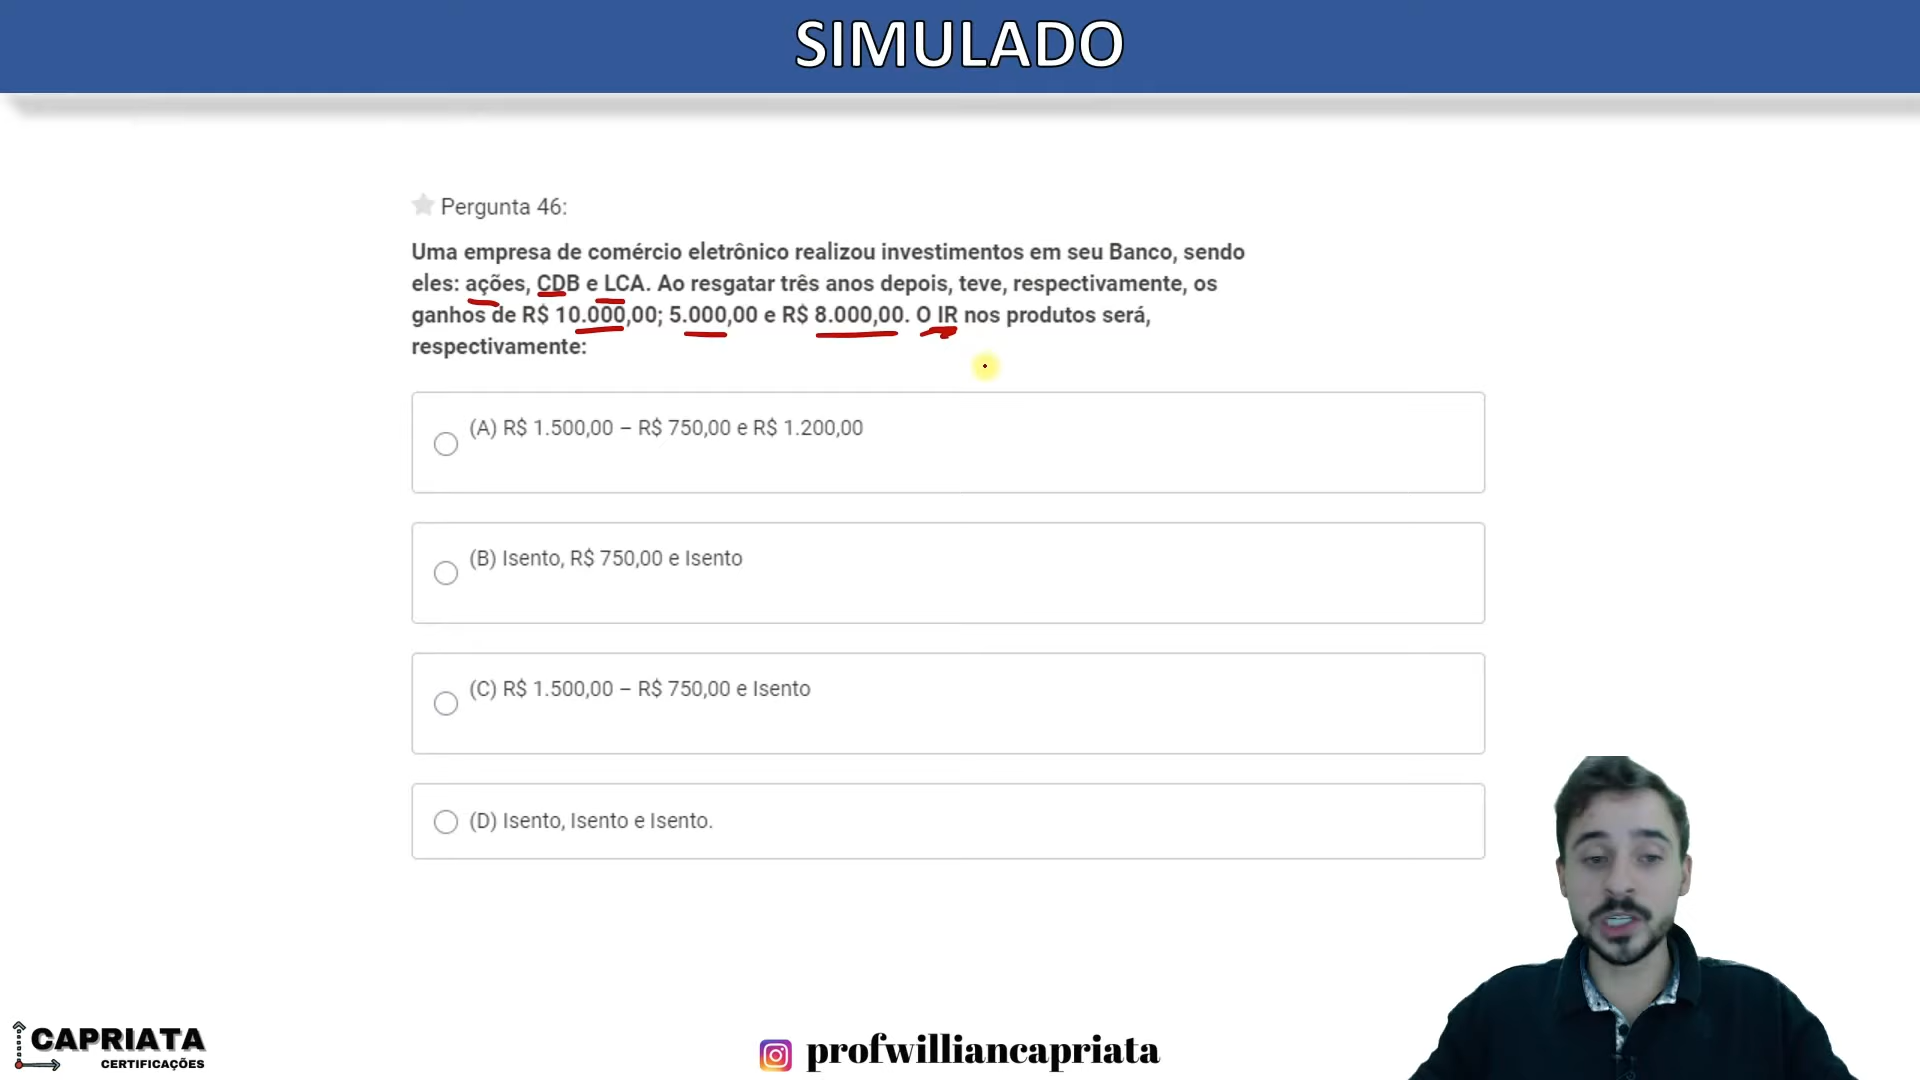 SIMULADO
Pergunta 46:
Uma empresa de comércio eletrônico realizou investimentos em seu Banco, sendo
eles: ações, CDB e LCA. Ao resgatar três anos depois, teve, respectivamente, os
ganhos de R$ 10.000,00; 5.000,00 e R$ 8.000,00. O IR nos produtos será,
respectivamente:
(A) R$ 1.500,00 – R$ 750,00 e R$ 1.200,00
(B) Isento, R$ 750,00 e Isento
(C) R$ 1.500,00 – R$ 750,00 e Isento
(D) Isento, Isento e Isento.
CAPRIATA
CERTIFICAÇÕES
profwilliancapriata